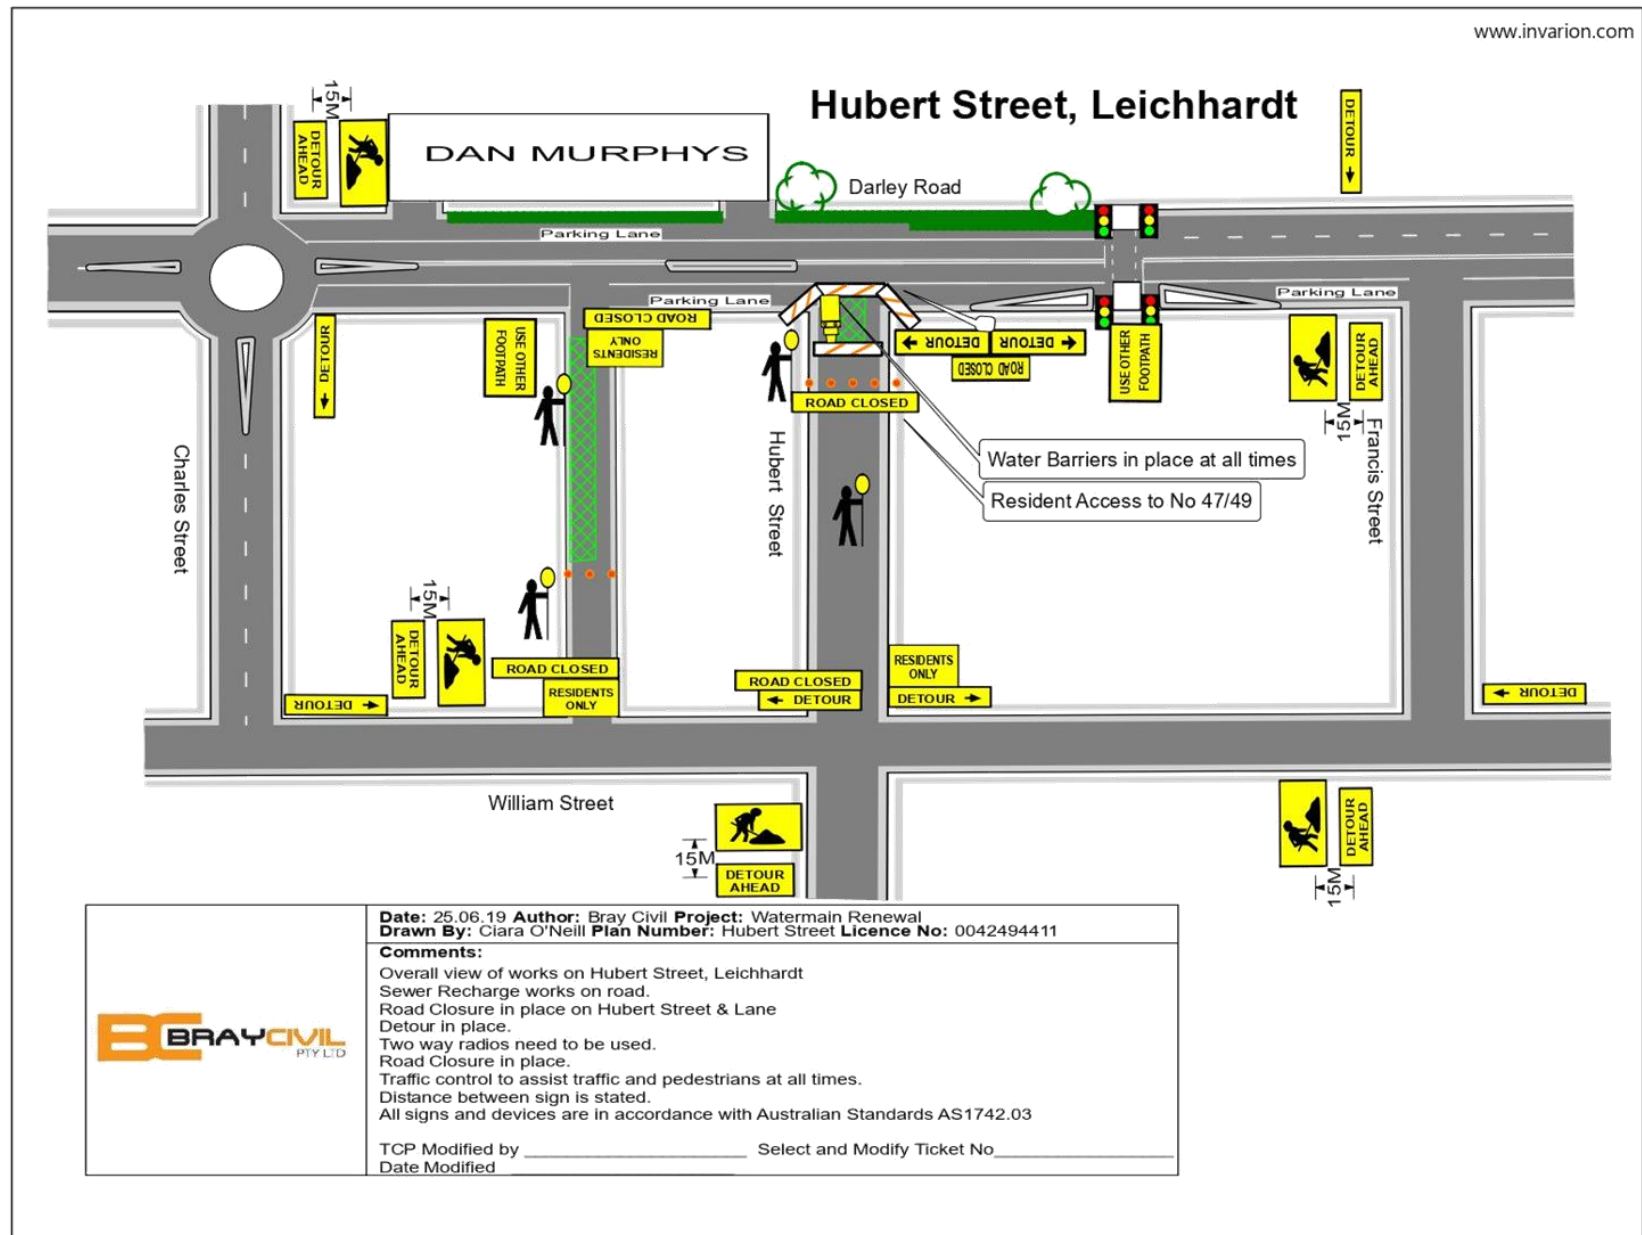 www.invarion.com
Hubert Street, Leichhardt
15M
DETOUR
AHEAD
DAN MURPHYS
Darley Road
DETOUR
Parking Lane
Parking Lane
Parking Lane
DETOUR
USE OTHER
FOOTPATH
ROAD CLOSED
RESIDENTS
ONLY
DETOUR
DETOUR
ROAD CLOSED
USE OTHER
FOOTPATH
DETOUR
AHEAD
15M
ROAD CLOSED
Charles Street
Hubert Street
Francis Street
Water Barriers in place at all times
Resident Access to No 47/49
15M
DETOUR
AHEAD
DETOUR
ROAD CLOSED
RESIDENTS
ONLY
ROAD CLOSED
DETOUR
RESIDENTS
ONLY
DETOUR
DETOUR
William Street
15M
DETOUR
AHEAD
DETOUR
AHEAD
15M
BC BRAYCIVIL
PTY LTD
Date: 25.06.19 Author: Bray Civil Project: Watermain Renewal
Drawn By: Ciara O'Neill Plan Number: Hubert Street Licence No: 0042494411
Comments:
Overall view of works on Hubert Street, Leichhardt
Sewer Recharge works on road.
Road Closure in place on Hubert Street & Lane
Detour in place.
Two way radios need to be used.
Road Closure in place.
Traffic control to assist traffic and pedestrians at all times.
Distance between sign is stated.
All signs and devices are in accordance with Australian Standards AS1742.03
TCP Modified by ____________________ Select and Modify Ticket No________________
Date Modified ____________________